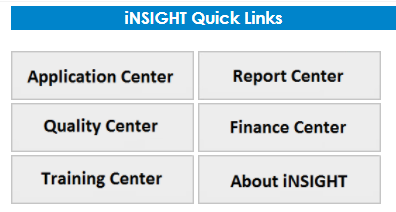 iNSIGHT Quick Links
Application Center
Report Center
Quality Center
Finance Center
Training Center
About iNSIGHT